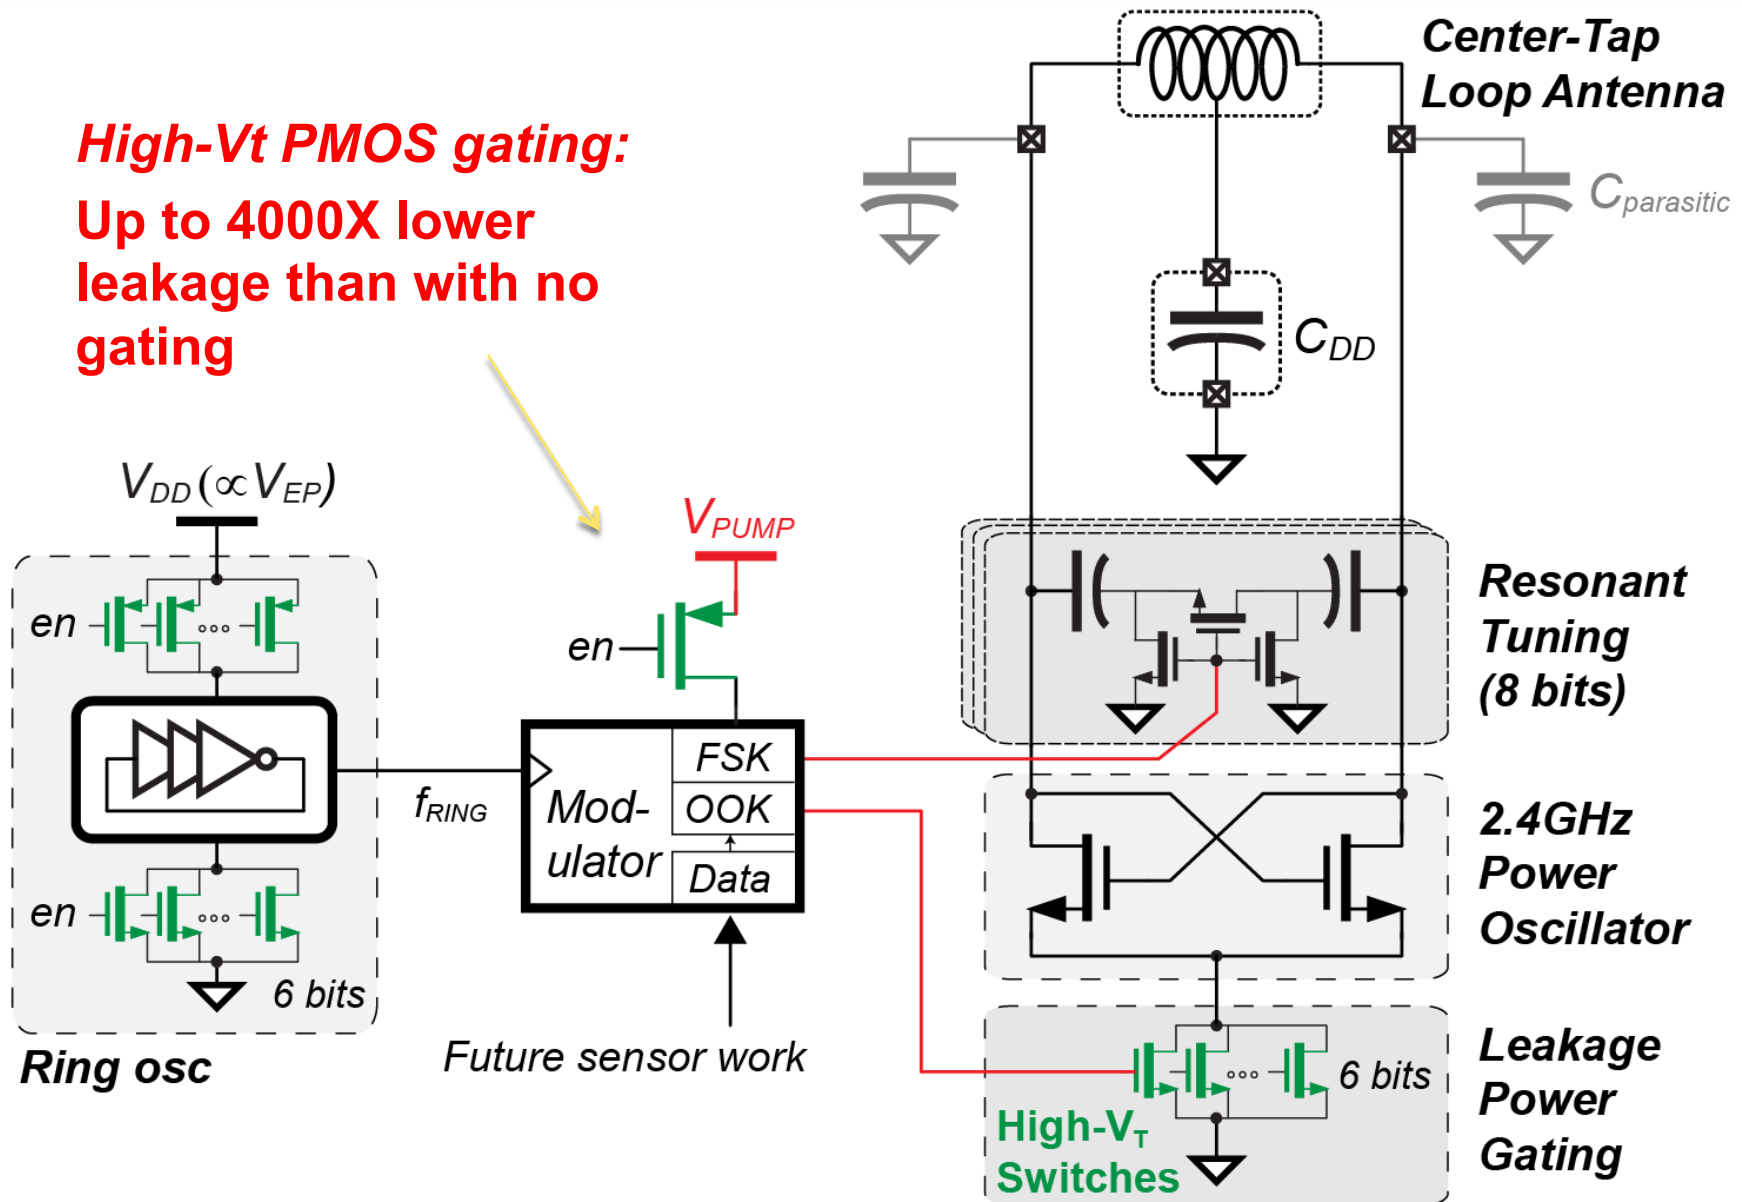 High-Vt PMOS gating:
Up to 4000X lower
leakage than with no
gating
Center-Tap
Loop Antenna
Cparasitic
CDD
VDD (∝VEP)
VPUMP
en
en
en
6 bits
Ring osc
fRING
Mod-
ulator
FSK
OOK
Data
Future sensor work
Resonant
Tuning
(8 bits)
2.4GHz
Power
Oscillator
Leakage
Power
Gating
6 bits
High-VT
Switches